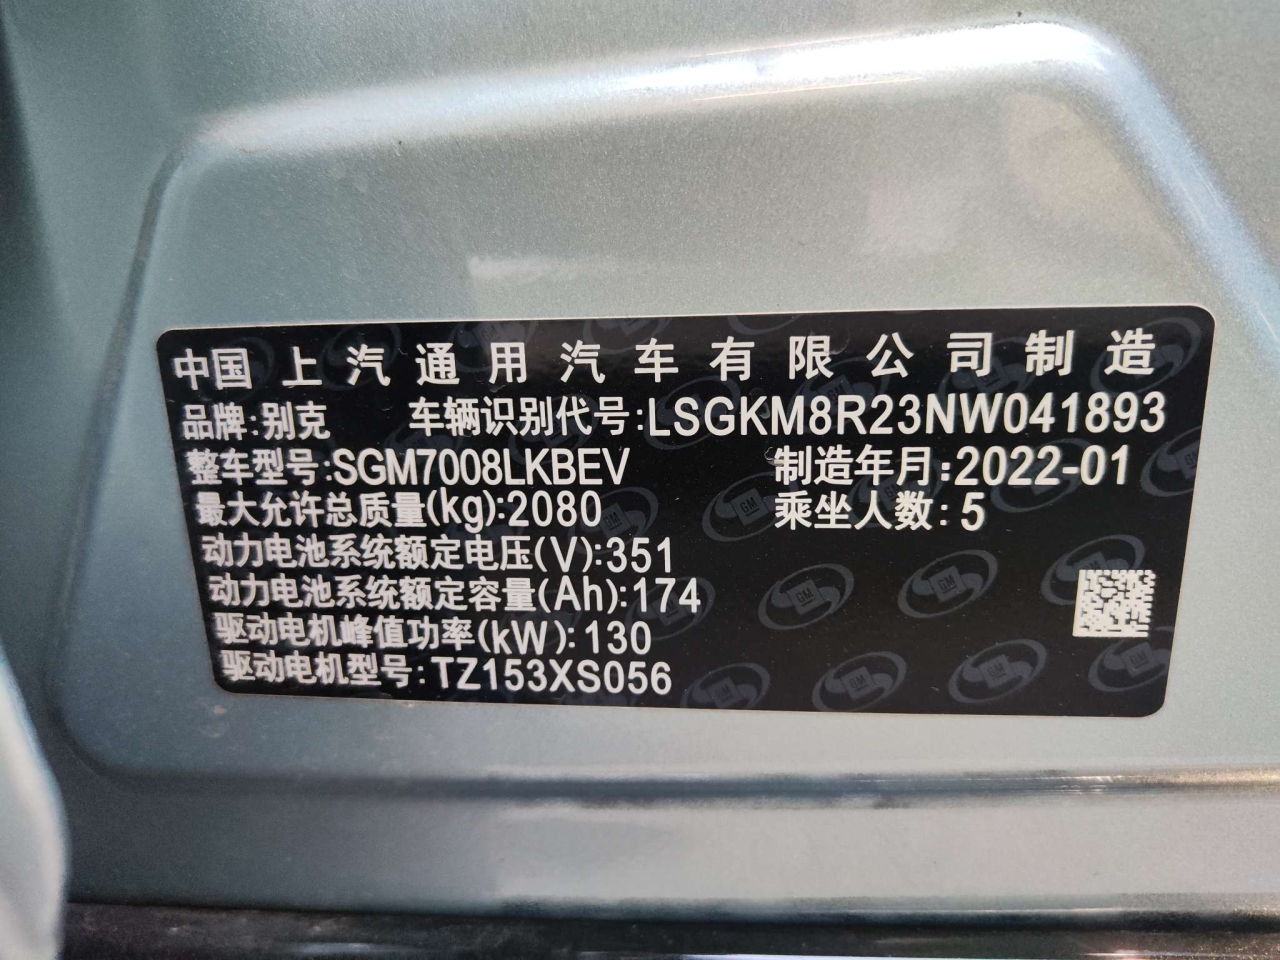 中国上汽通用汽车有限公司制造
品牌:别克 车辆识别代号:LSGKM8R23NW041893
整车型号:SGM7008LKBEV 制造年月:2022-01
最大允许总质量(kg):2080 乘坐人数:5
动力电池系统额定电压(V):351
动力电池系统额定容量(Ah):174
驱动电机峰值功率(kW):130
驱动电机型号:TZ153XS056